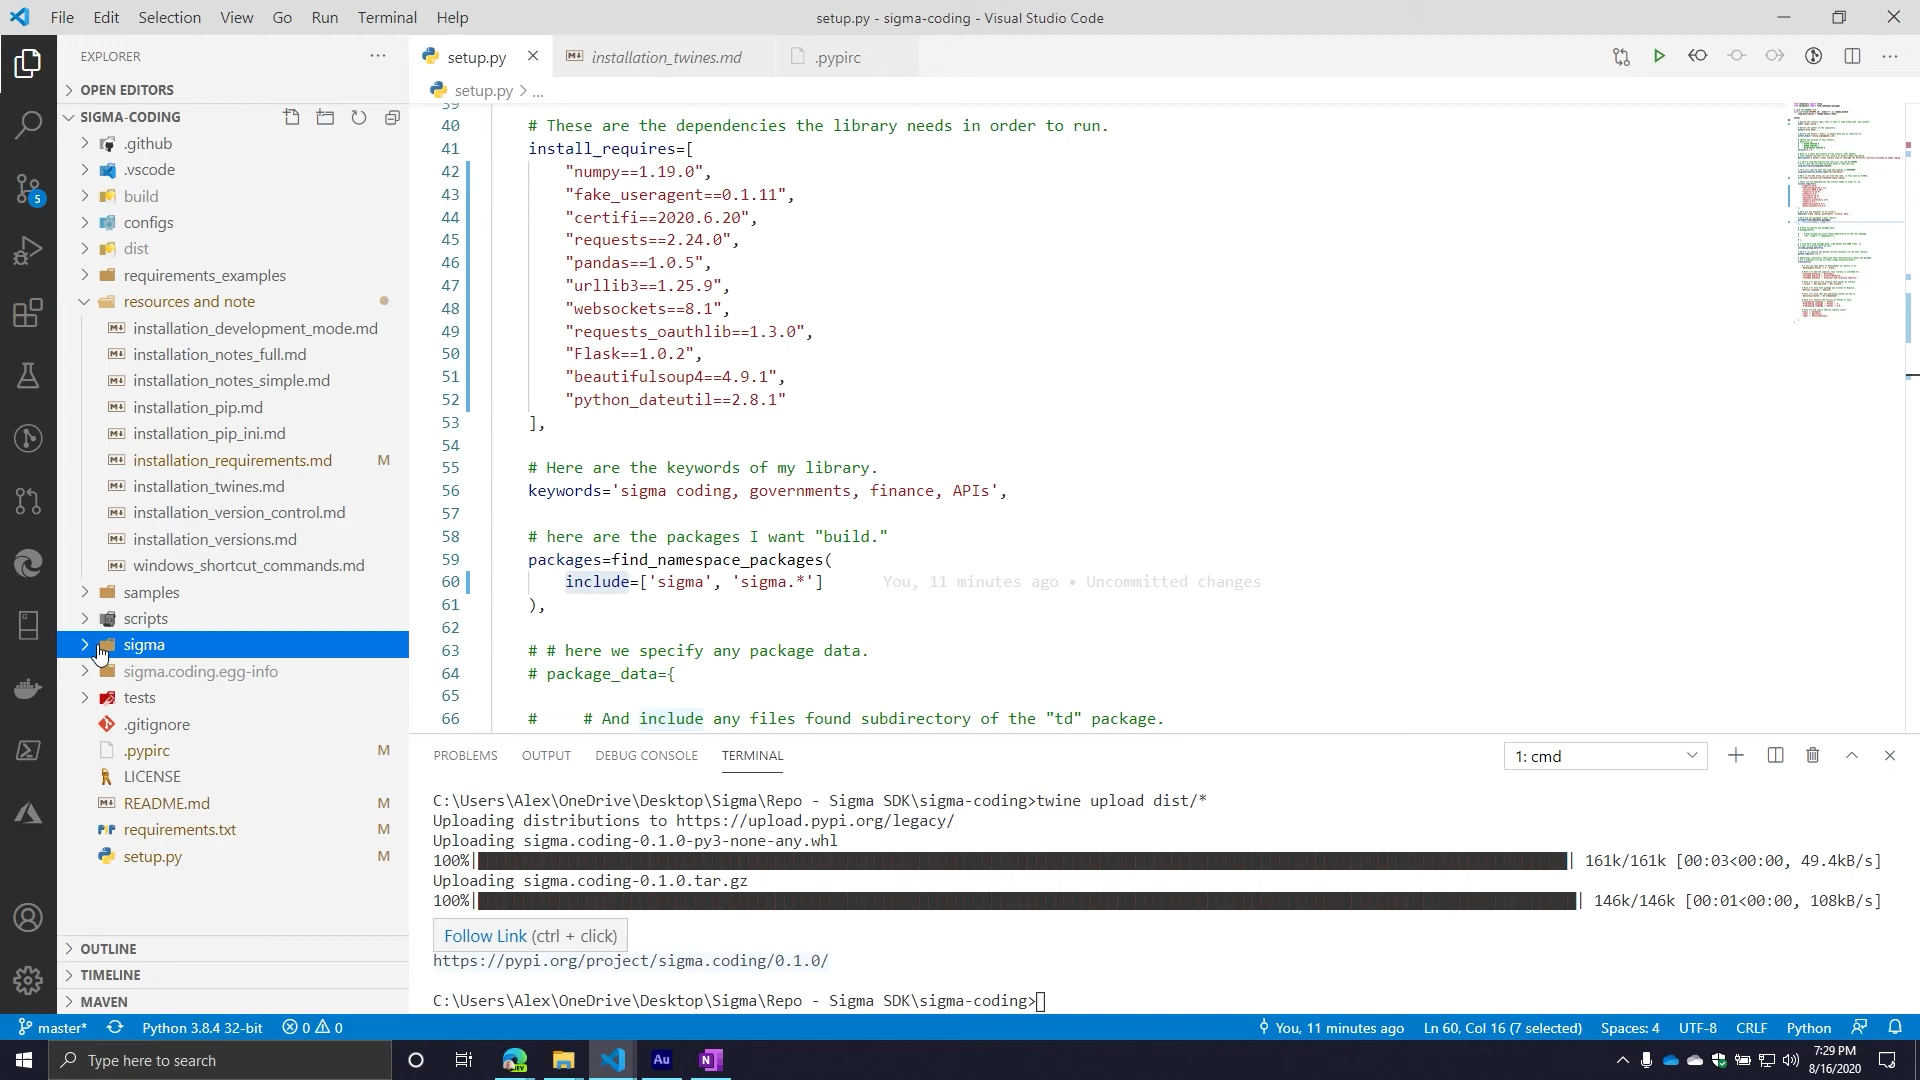 File Edit Selection View Go Run Terminal Help
setup.py - sigma-coding - Visual Studio Code
EXPLORER
OPEN EDITORS
SIGMA-CODING
.github
.vscode
build
configs
dist
requirements_examples
resources and note
installation_development_mode.md
installation_notes_full.md
installation_notes_simple.md
installation_pip.md
installation_pip_ini.md
installation_requirements.md M
installation_twines.md
installation_version_control.md
installation_versions.md
windows_shortcut_commands.md
samples
scripts
sigma
sigma.coding.egg-info
tests
.gitignore
.pypirc M
LICENSE
README.md M
requirements.txt M
setup.py M
OUTLINE
TIMELINE
MAVEN
5
setup.py
installation_twines.md
.pypirc
setup.py > ...
39
40 # These are the dependencies the library needs in order to run.
41 install_requires=[
42 "numpy==1.19.0",
43 "fake_useragent==0.1.11",
44 "certifi==2020.6.20",
45 "requests==2.24.0",
46 "pandas==1.0.5",
47 "urllib3==1.25.9",
48 "websockets==8.1",
49 "requests_oauthlib==1.3.0",
50 "Flask==1.0.2",
51 "beautifulsoup4==4.9.1",
52 "python_dateutil==2.8.1"
53 ],
54
55 # Here are the keywords of my library.
56 keywords='sigma coding, governments, finance, APIs',
57
58 # here are the packages I want "build."
59 packages=find_namespace_packages(
60 include=['sigma', 'sigma.*'] You, 11 minutes ago • Uncommitted changes
61 ),
62
63 # # here we specify any package data.
64 # package_data={
65
66 # # And include any files found subdirectory of the "td" package.
PROBLEMS OUTPUT DEBUG CONSOLE TERMINAL
1: cmd
C:\Users\Alex\OneDrive\Desktop\Sigma\Repo - Sigma SDK\sigma-coding>twine upload dist/*
Uploading distributions to https://upload.pypi.org/legacy/
Uploading sigma.coding-0.1.0-py3-none-any.whl
100%| | 161k/161k [00:03<00:00, 49.4kB/s]
Uploading sigma.coding-0.1.0.tar.gz
100%| | 146k/146k [00:01<00:00, 108kB/s]
Follow Link (ctrl + click)
https://pypi.org/project/sigma.coding/0.1.0/
C:\Users\Alex\OneDrive\Desktop\Sigma\Repo - Sigma SDK\sigma-coding>
master* Python 3.8.4 32-bit 0 0
You, 11 minutes ago Ln 60, Col 16 (7 selected) Spaces: 4 UTF-8 CRLF Python
Type here to search
DEV
Au
N
7:29 PM
8/16/2020